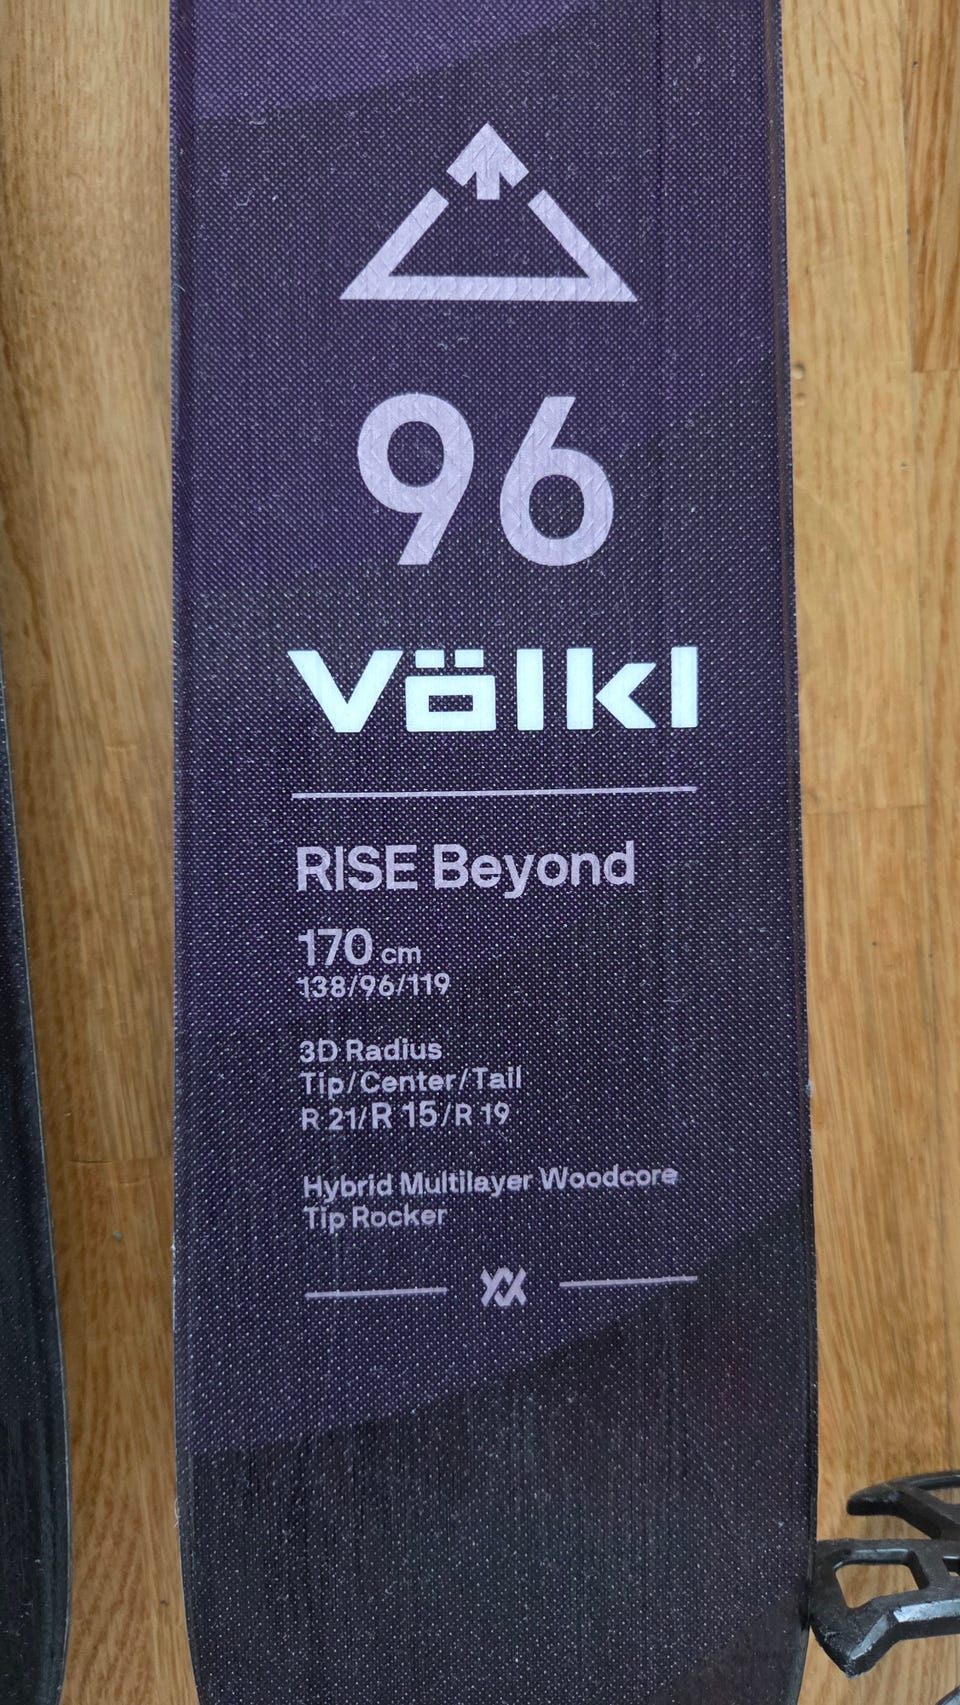 96
Völkl
RISE Beyond
170 cm
138/96/119
3D Radius
Tip/Center/Tail
R 21/R 15/R 19
Hybrid Multilayer Woodcore
Tip Rocker